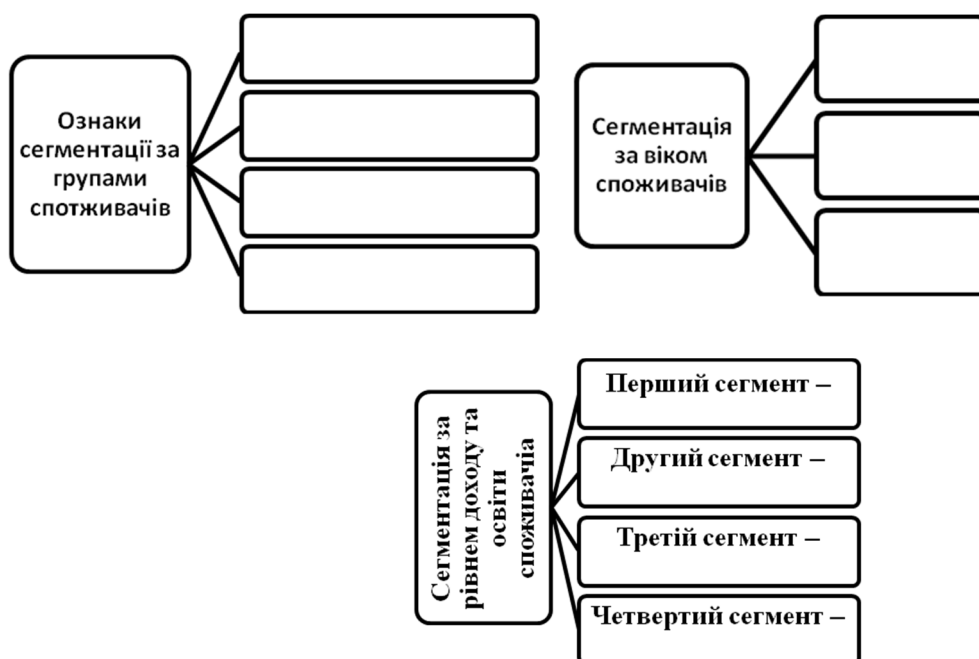 Ознаки
сегментації за
групами
спотживачів
Сегментація
за віком
споживачів
Сегментація за
рівнем доходу та
освіти
споживачіа
Перший сегмент –
Другий сегмент –
Третій сегмент –
Четвертий сегмент –